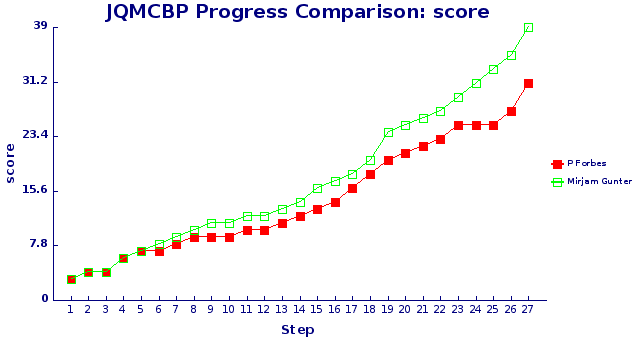 JQMCBP Progress Comparison: score
39
31.2
23.4
15.6
7.8
0
score
1 2 3 4 5 6 7 8 9 10 11 12 13 14 15 16 17 18 19 20 21 22 23 24 25 26 27
Step
P Forbes
Mirjam Gunter